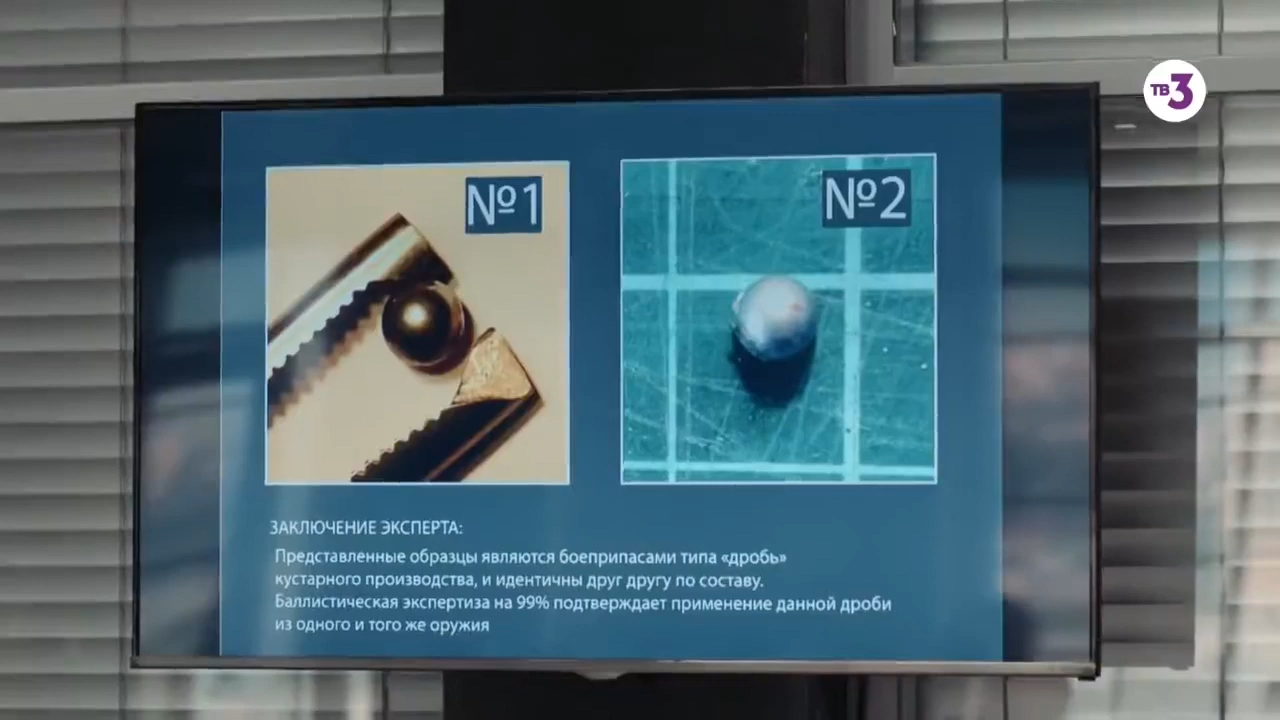 ТВ3
№1
№2
ЗАКЛЮЧЕНИЕ ЭКСПЕРТА:
Представленные образцы являются боеприпасами типа «дробь»
кустарного производства, и идентичны друг другу по составу.
Баллистическая экспертиза на 99% подтверждает применение данной дроби
из одного и того же оружия